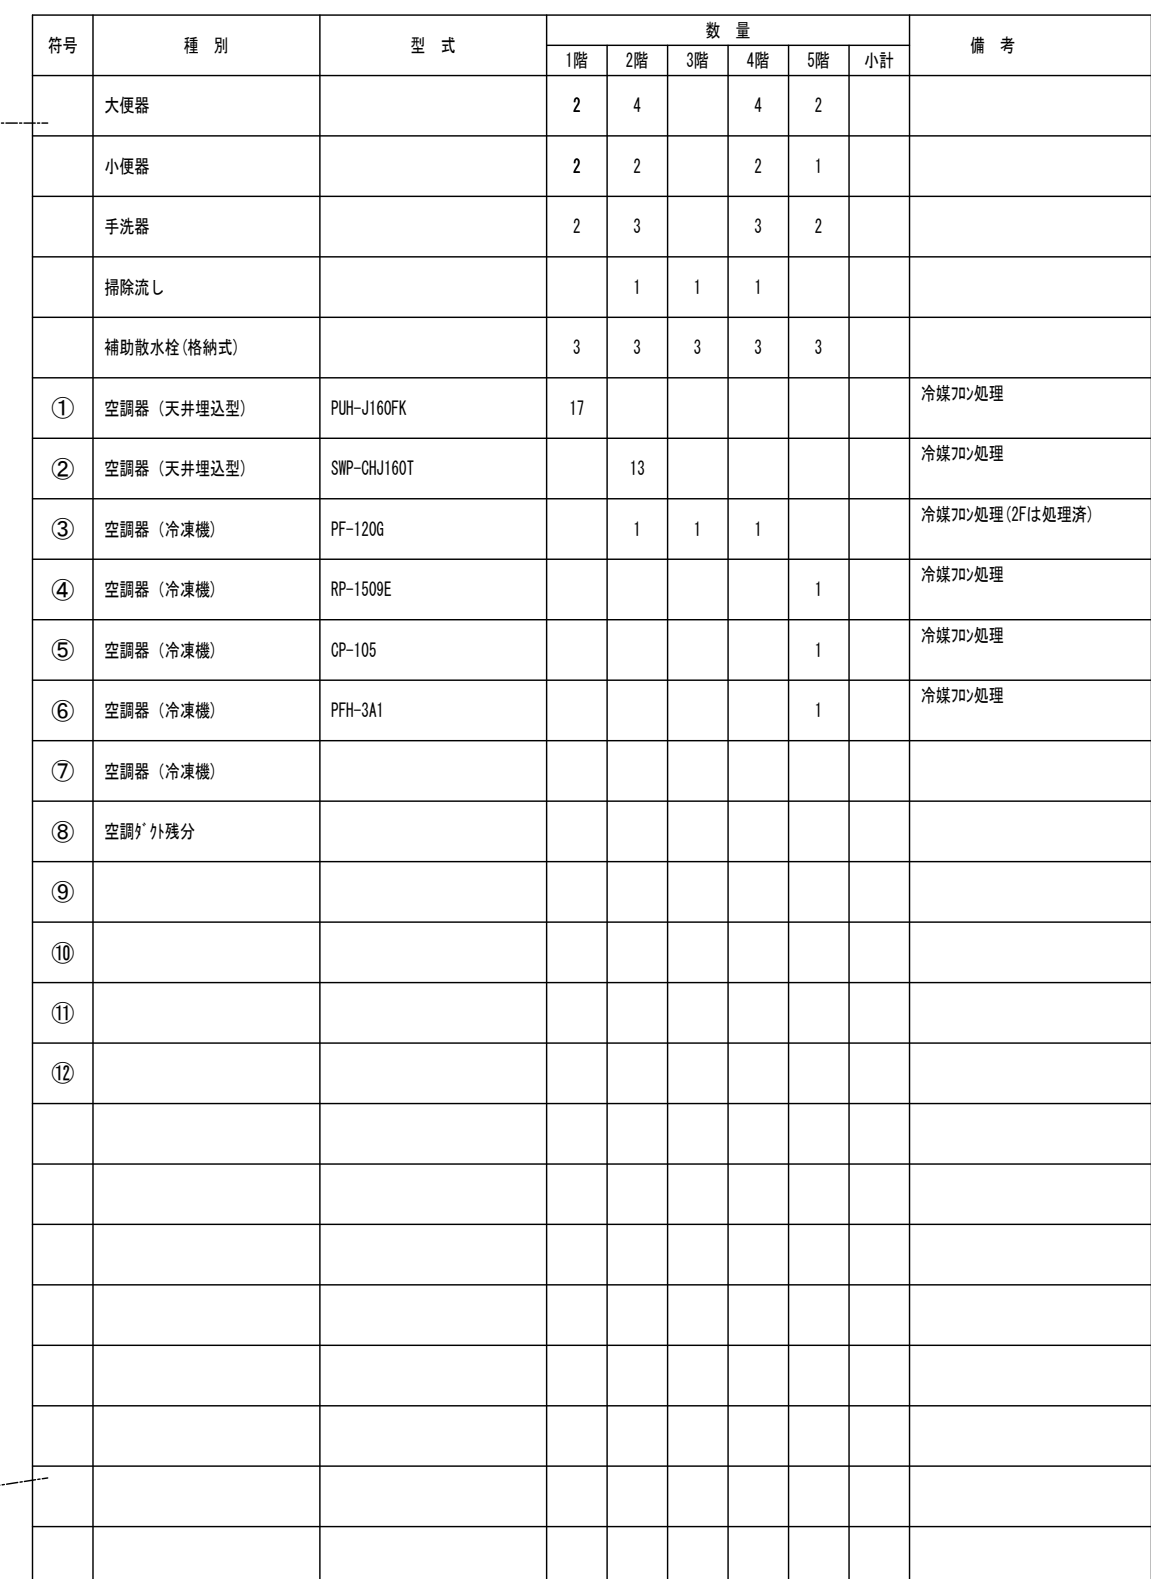 符号 種 別 型 式 数 量 備 考
1階 2階 3階 4階 5階 小計
大便器 2 4 4 2
小便器 2 2 2 1
手洗器 2 3 3 2
掃除流し 1 1 1
補助散水栓(格納式) 3 3 3 3 3
① 空調器（天井埋込型） PUH-J160FK 17 冷媒ﾌﾛﾝ処理
② 空調器（天井埋込型） SWP-CHJ160T 13 冷媒ﾌﾛﾝ処理
③ 空調器（冷凍機） PF-120G 1 1 1 冷媒ﾌﾛﾝ処理(2Fは処理済)
④ 空調器（冷凍機） RP-1509E 1 冷媒ﾌﾛﾝ処理
⑤ 空調器（冷凍機） CP-105 1 冷媒ﾌﾛﾝ処理
⑥ 空調器（冷凍機） PFH-3A1 1 冷媒ﾌﾛﾝ処理
⑦ 空調器（冷凍機）
⑧ 空調ﾀﾞｸﾄ残分
⑨
⑩
⑪
⑫